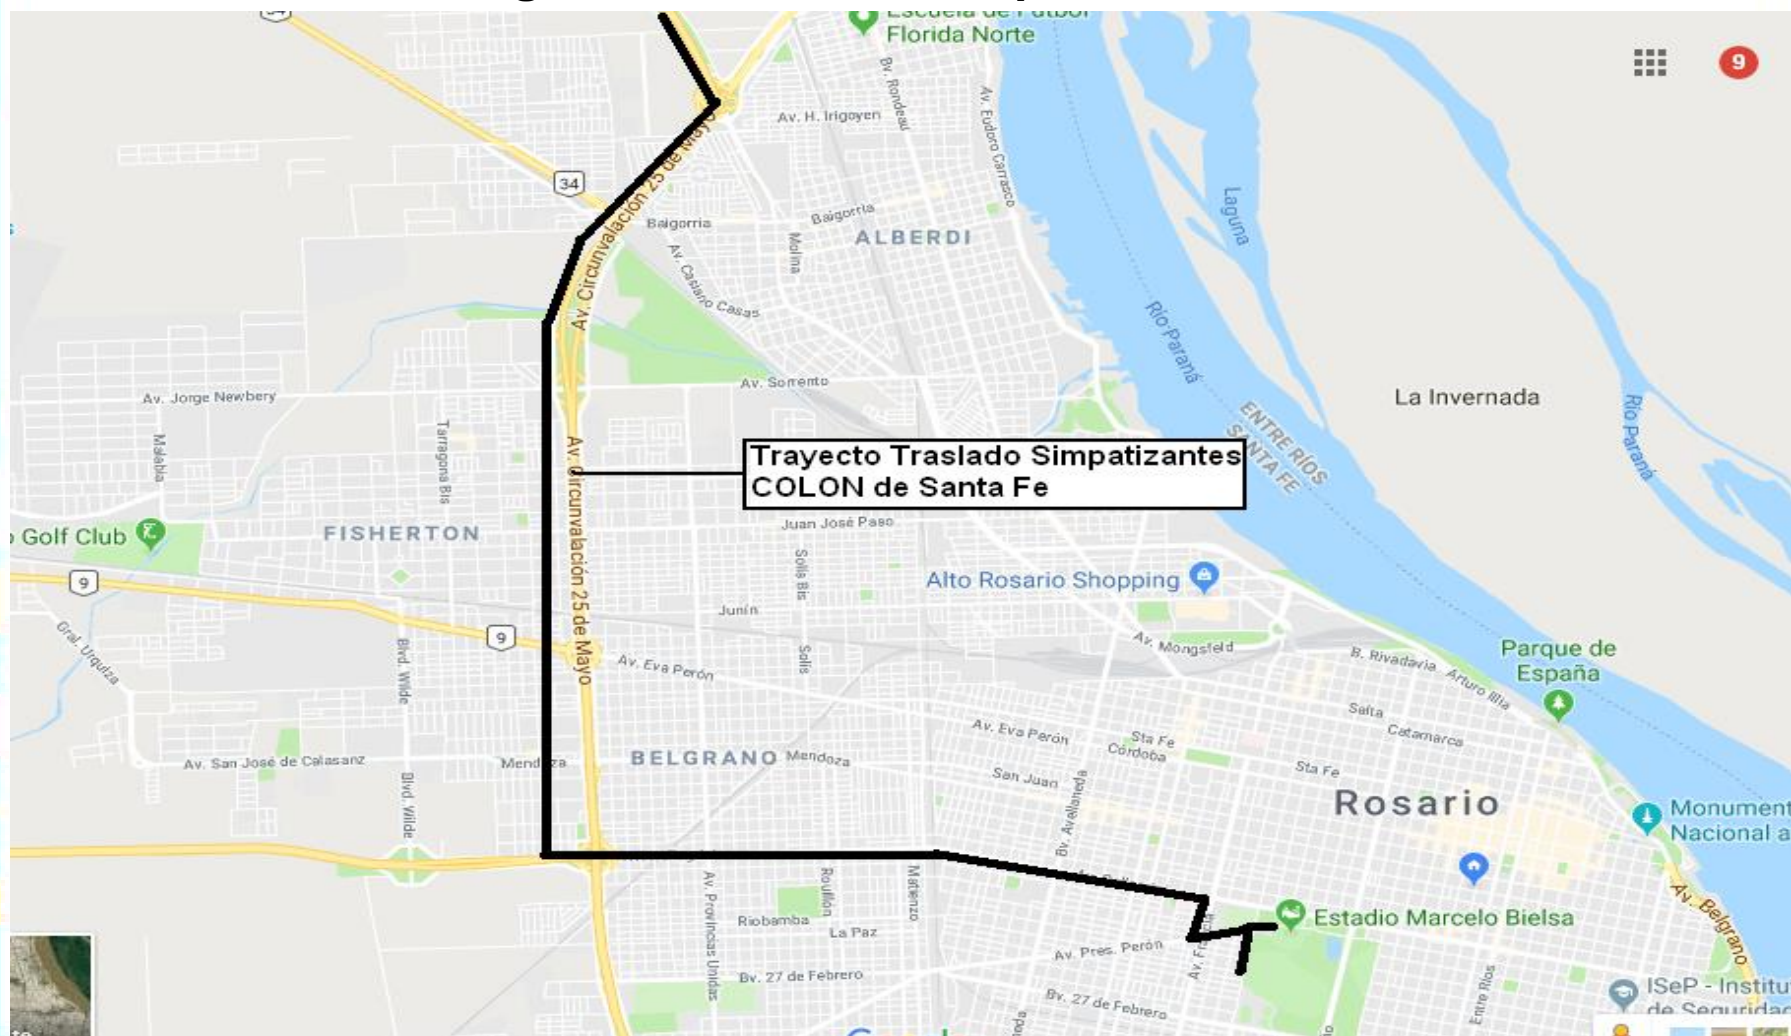 Escuela de Fútbol
Florida Norte
9
Bv. Rondeau
Av. H. Irigoyen
Av. Eudoro Carrasco
34
Av. Circunvalación 25 de Mayo
Baigorria
Baigorria
ALBERDI
Molina
Av. Casiano Casas
Laguna
Río Paraná
Av. Sorrento
Av. Jorge Newbery
La Invernada
Río Paraná
ENTRE RÍOS
SANTA FE
Malabia
Tarragona Bis
Av. Circunvalación 25 de Mayo
Trayecto Traslado Simpatizantes
COLON de Santa Fe
Juan José Paso
Golf Club
FISHERTON
Solís Bis
Alto Rosario Shopping
9
Junín
9
Gral. Urquiza
Blvd. Wilde
Solís
Av. Eva Perón
Av. Mongsfeld
B. Rivadavia
Arturo Illia
Parque de
España
Salta
Catamarca
Av. Eva Perón
Sta Fe
Córdoba
Av. San José de Calasanz
Mendoza
BELGRANO
Mendoza
San Juan
Sta Fe
Blvd. Wilde
Bv. Avellaneda
Rosario
Monument
Nacional a
Av. Provincias Unidas
Rouillón
Matienzo
Riobamba
La Paz
Estadio Marcelo Bielsa
Av. Belgrano
Av. Pres. Perón
Av. Francia
Bv. 27 de Febrero
Bv. 27 de Febrero
Entre Ríos
ISeP - Institu
de Seguridad